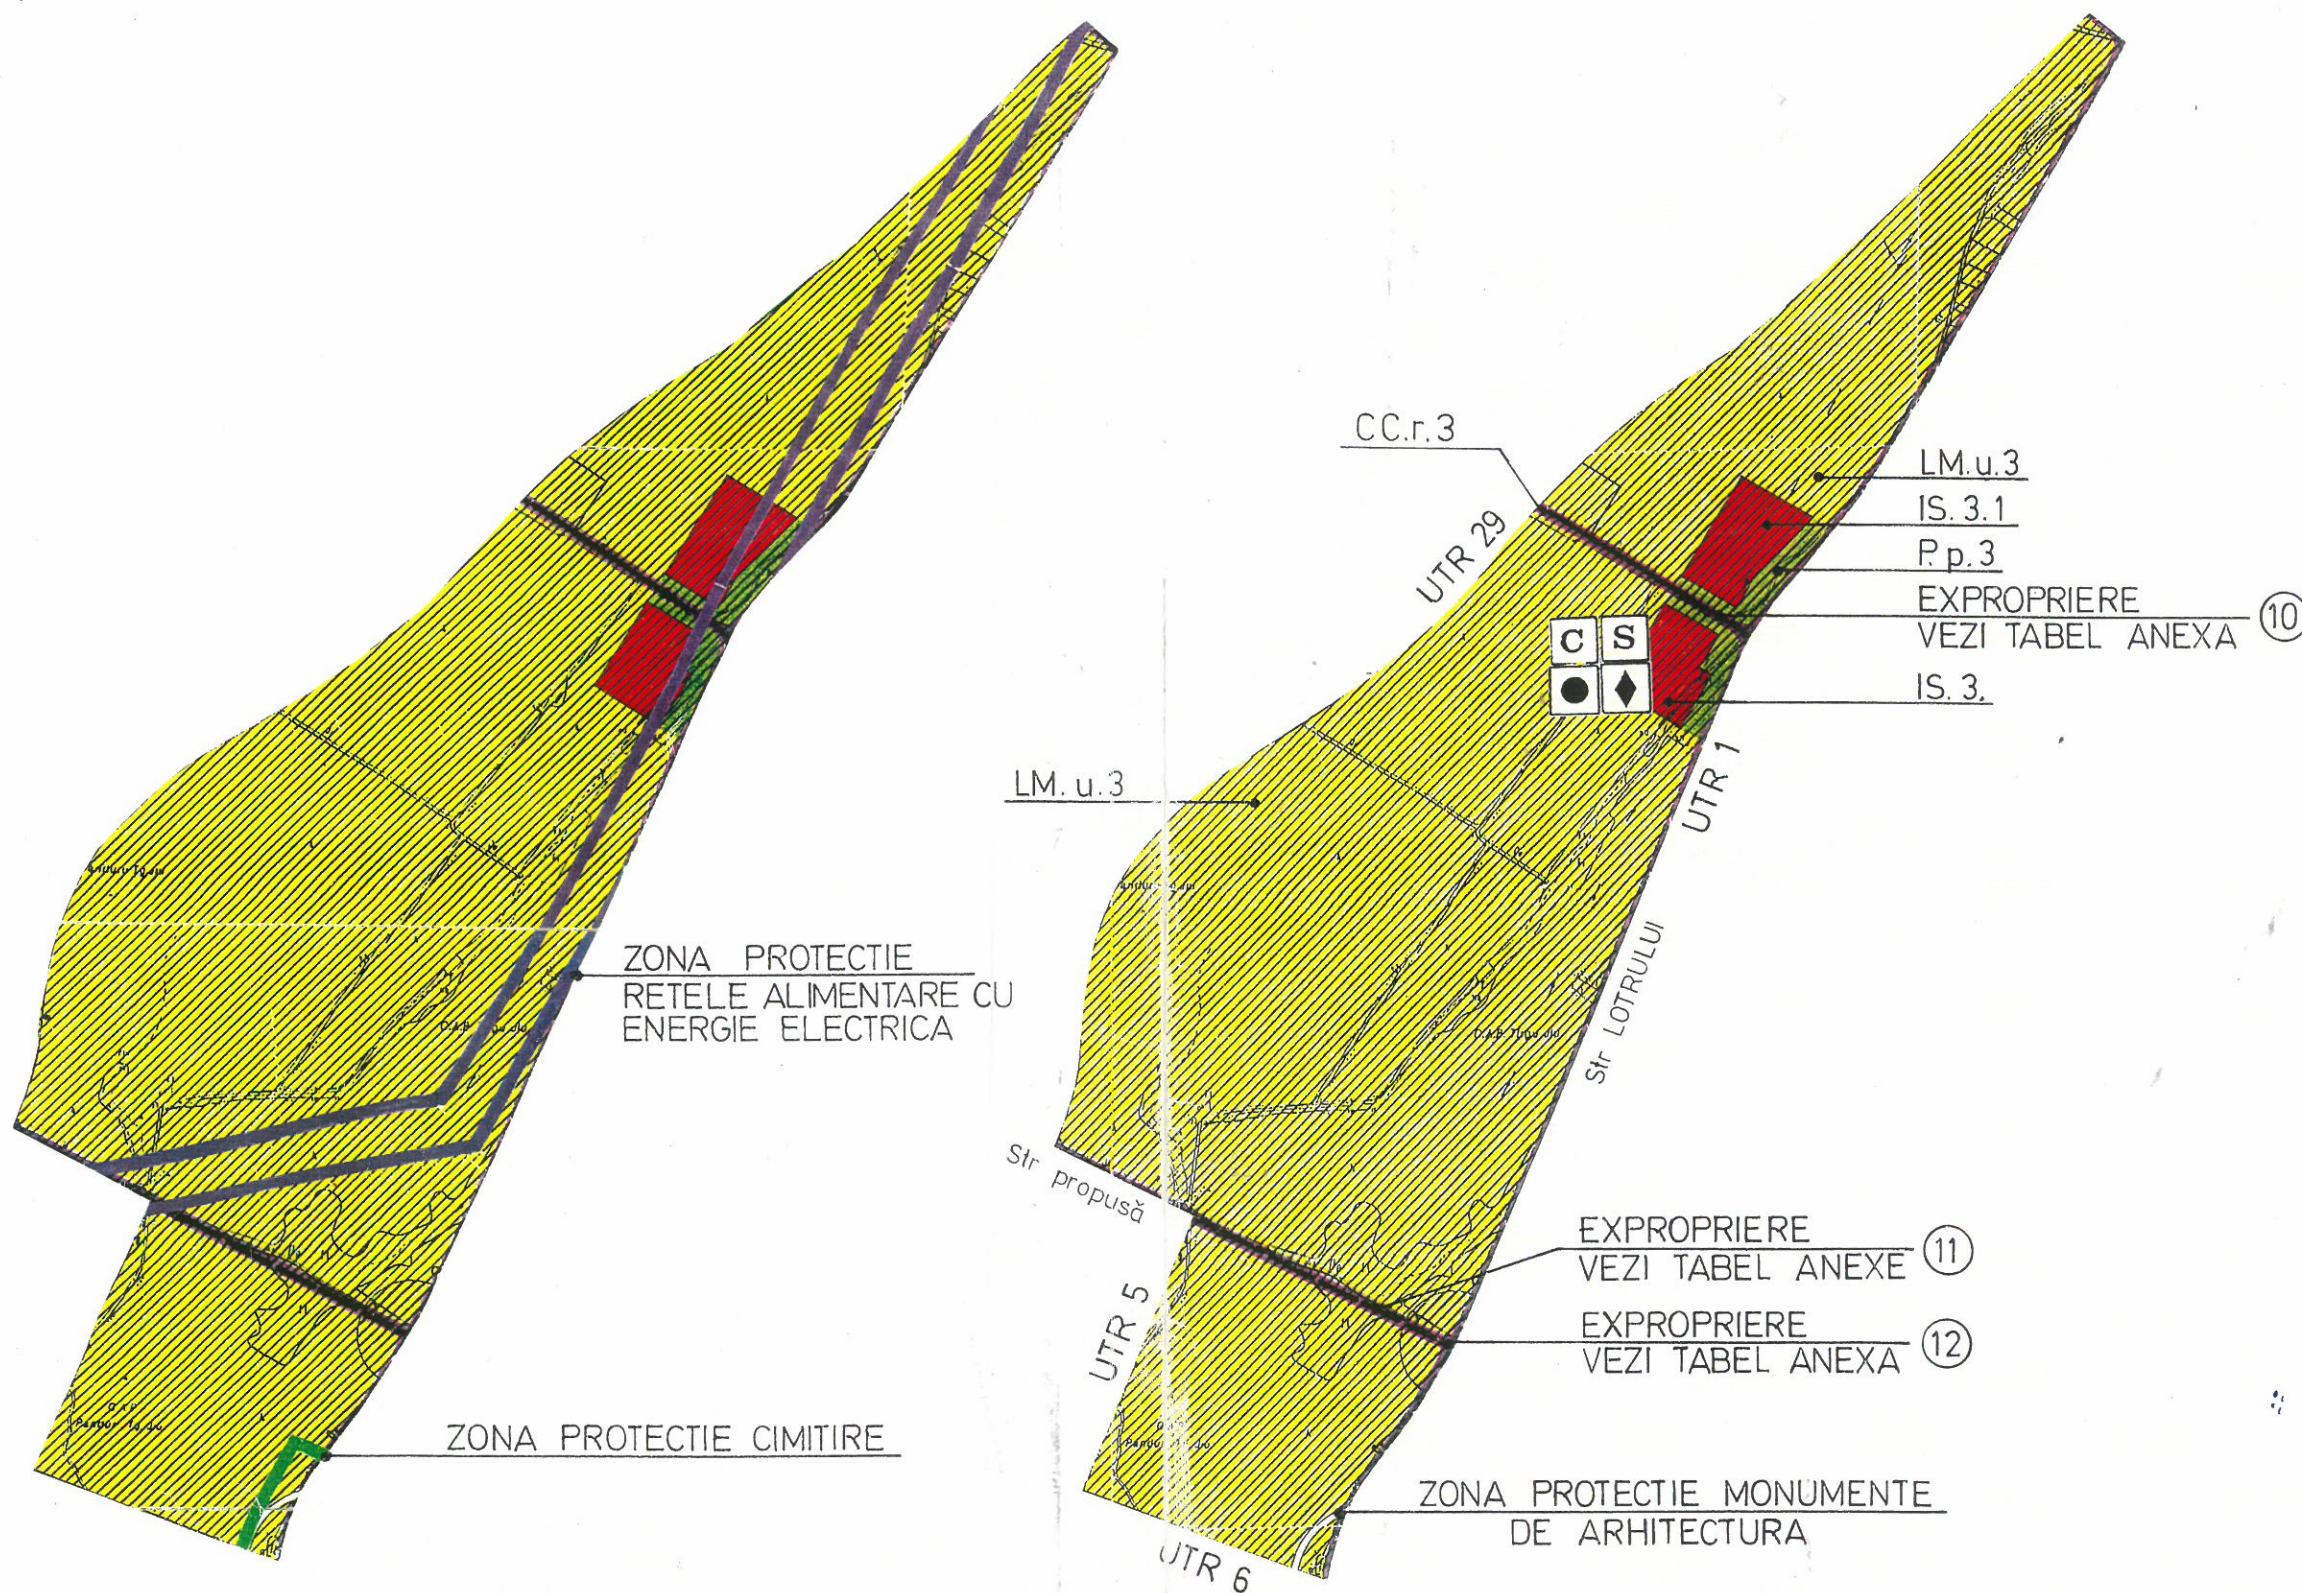 ZONA PROTECTIE
RETELE ALIMENTARE CU
ENERGIE ELECTRICA
ZONA PROTECTIE CIMITIRE
CC.r.3
LM.u.3
IS.3.1
P.p.3
EXPROPRIERE
VEZI TABEL ANEXA
10
IS.3.
UTR 29
C S
LM.u.3
UTR 1
Str LOTRULUI
Str propusă
EXPROPRIERE
VEZI TABEL ANEXE
11
EXPROPRIERE
VEZI TABEL ANEXA
12
UTR 5
ZONA PROTECTIE MONUMENTE
DE ARHITECTURA
UTR 6